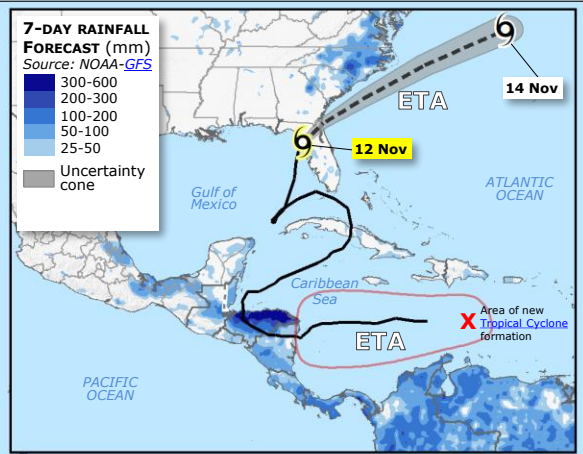 7-DAY RAINFALL
FORECAST (mm)
Source: NOAA-GFS
300-600
200-300
100-200
50-100
25-50
Uncertainty
cone
14 Nov
ETA
12 Nov
Gulf of
Mexico
ATLANTIC
OCEAN
Caribbean
Sea
X
Area of new
Tropical Cyclone
formation
ETA
PACIFIC
OCEAN